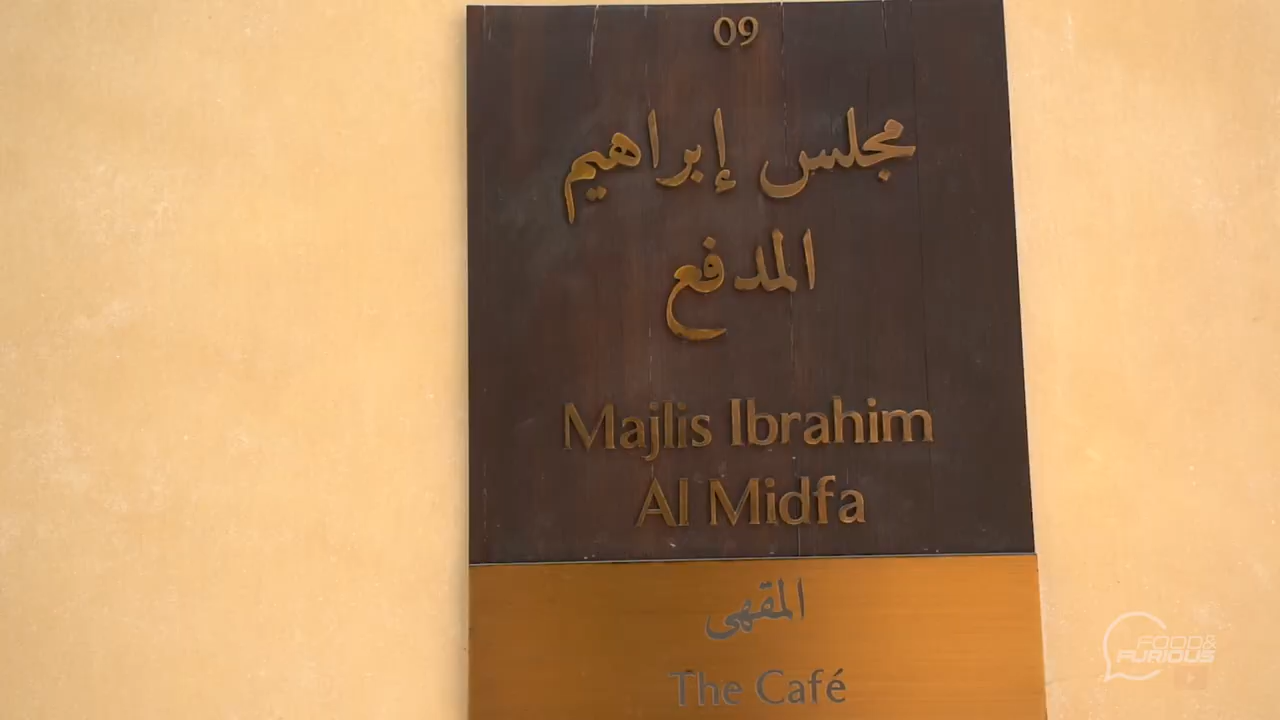 09
مجلس إبراهيم
المدفع
Majlis Ibrahim
Al Midfa
المقهى
The Café
FOOD&
FURIOUS